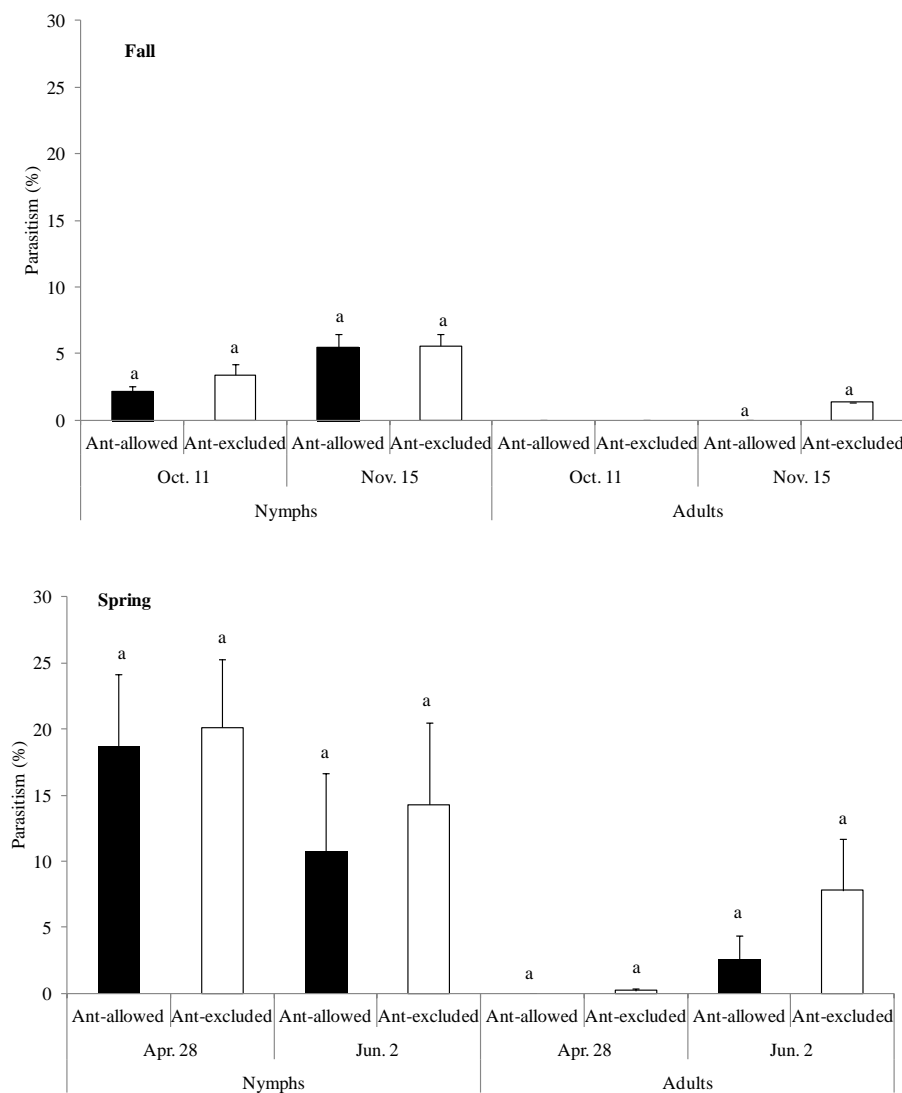 30
Fall
25
20
Parasitism (%)
15
10
a
a
a
a
5
a
a
0
Ant-allowed Ant-excluded Ant-allowed Ant-excluded Ant-allowed Ant-excluded Ant-allowed Ant-excluded
Oct. 11 Nov. 15 Oct. 11 Nov. 15
Nymphs Adults
30
Spring
a
a
25
a
20
a
Parasitism (%)
15
a
10
a
5
a
a
0
Ant-allowed Ant-excluded Ant-allowed Ant-excluded Ant-allowed Ant-excluded Ant-allowed Ant-excluded
Apr. 28 Jun. 2 Apr. 28 Jun. 2
Nymphs Adults